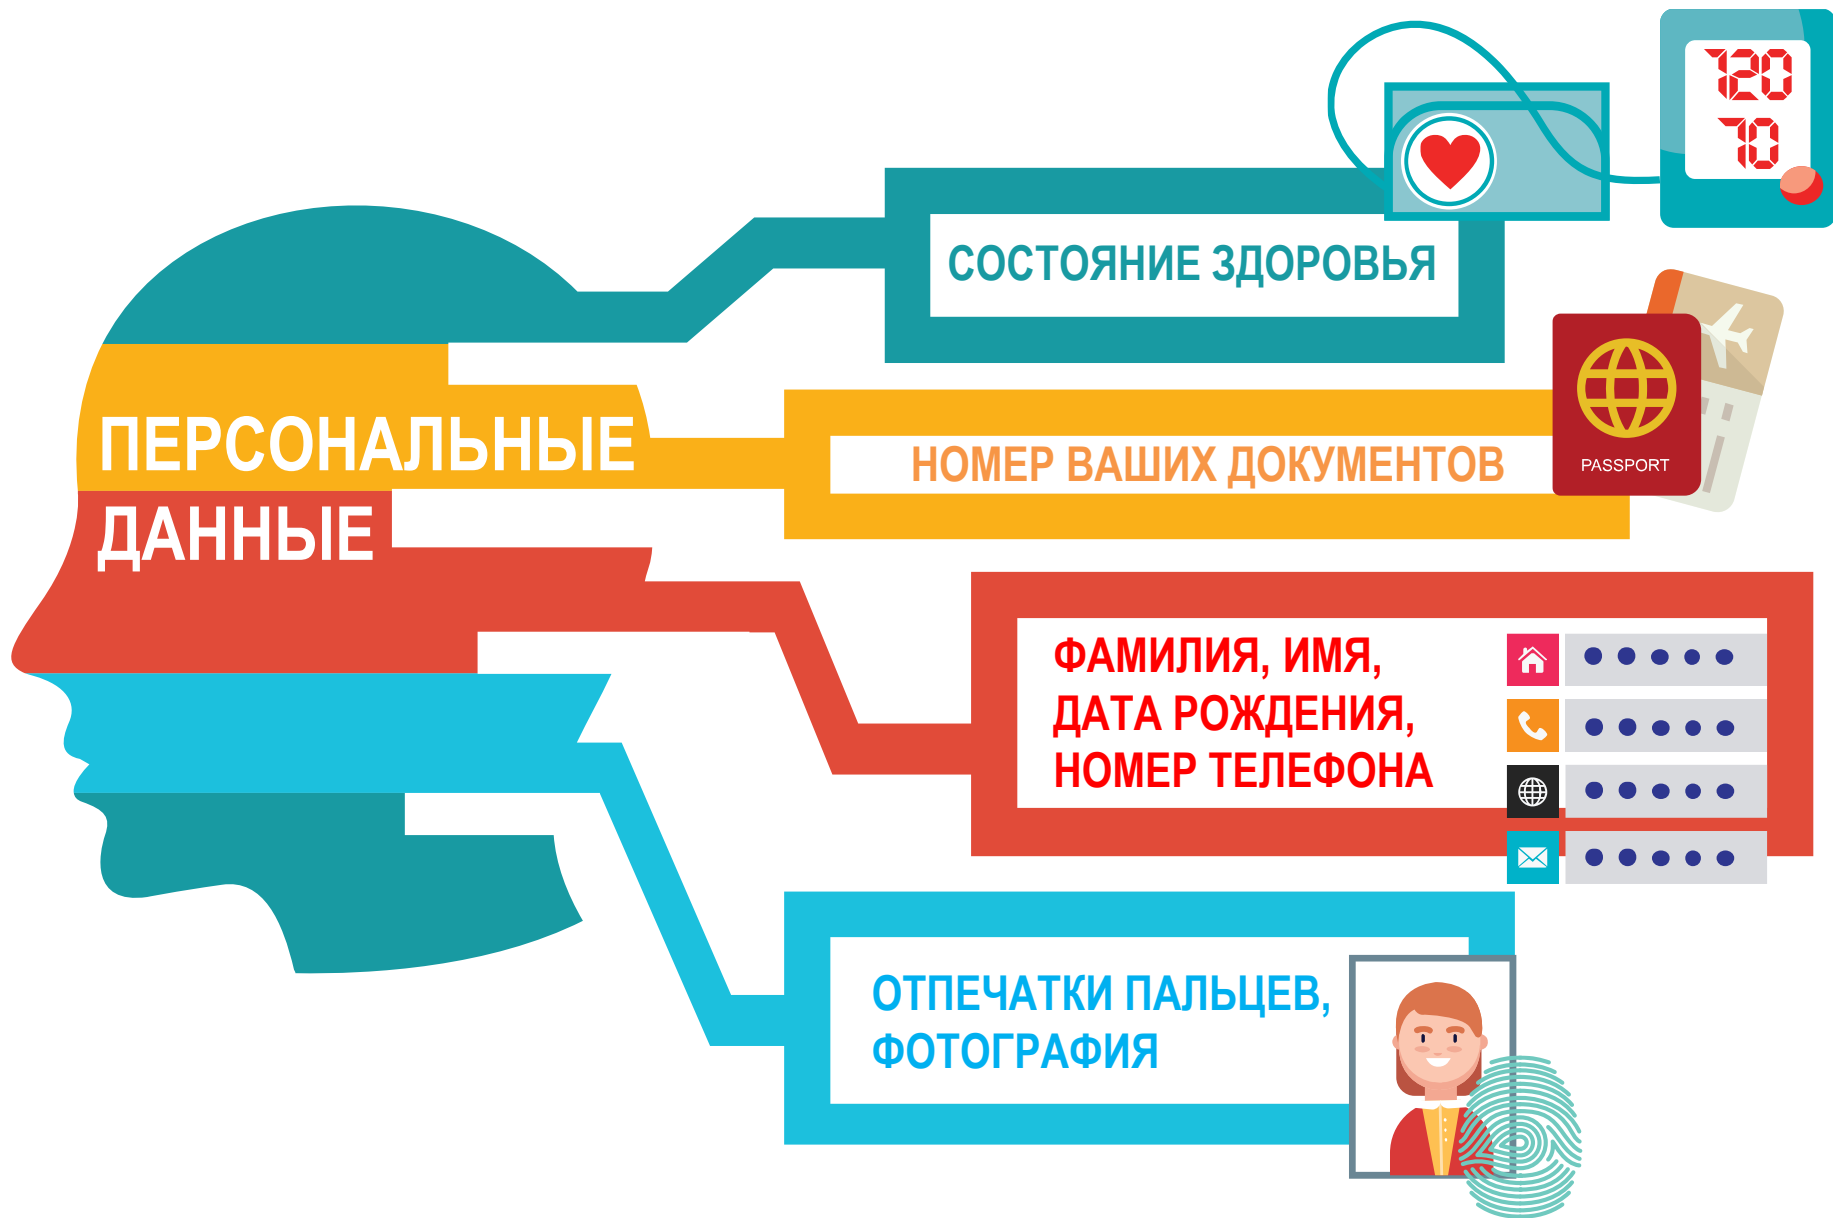 120
70
СОСТОЯНИЕ ЗДОРОВЬЯ
ПЕРСОНАЛЬНЫЕ
ДАННЫЕ
НОМЕР ВАШИХ ДОКУМЕНТОВ
PASSPORT
ФАМИЛИЯ, ИМЯ,
ДАТА РОЖДЕНИЯ,
НОМЕР ТЕЛЕФОНА
ОТПЕЧАТКИ ПАЛЬЦЕВ,
ФОТОГРАФИЯ